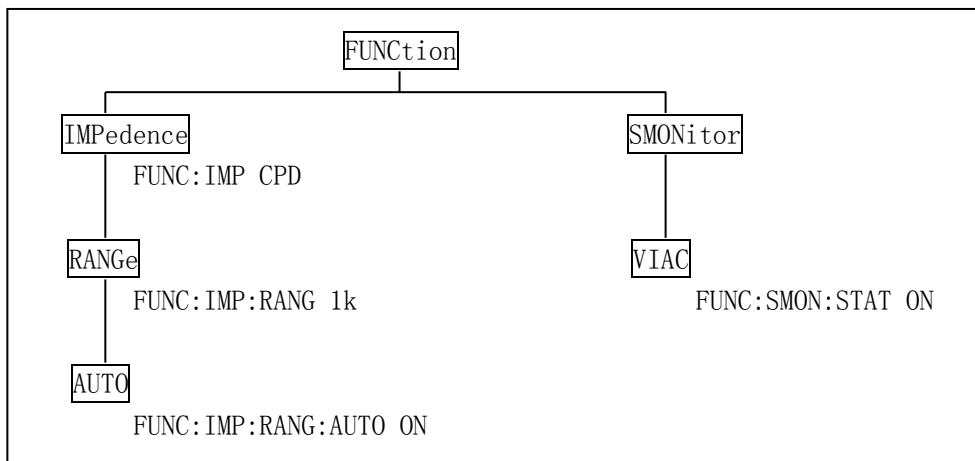 FUNCtion
IMPedence
SMONitor
FUNC:IMP CPD
RANGe
VIAC
FUNC:IMP:RANG 1k
FUNC:SMON:STAT ON
AUTO
FUNC:IMP:RANG:AUTO ON